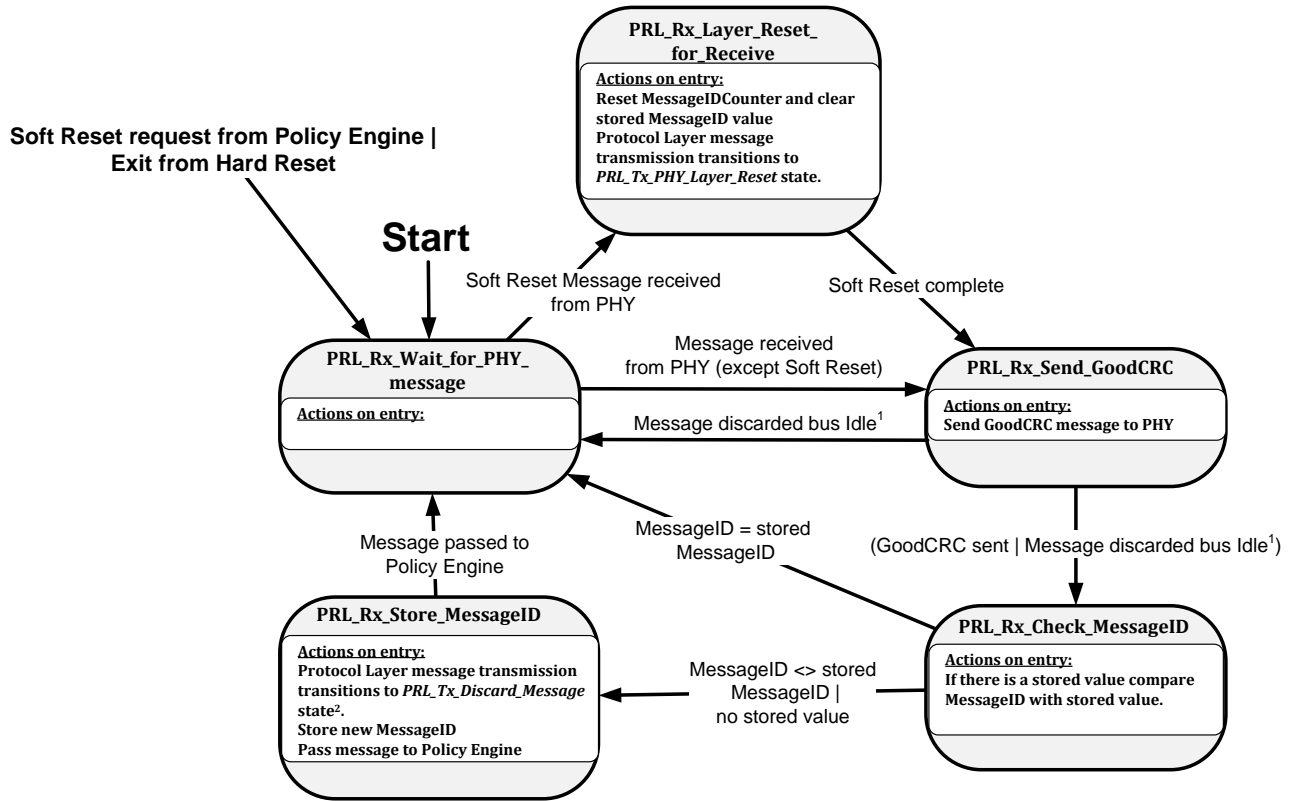 PRL_Rx_Layer_Reset_
for_Receive
Actions on entry:
Reset MessageIDCounter and clear
stored MessageID value
Protocol Layer message
transmission transitions to
PRL_Tx_PHY_Layer_Reset state.
Soft Reset request from Policy Engine |
Exit from Hard Reset
Start
Soft Reset Message received
from PHY
Soft Reset complete
PRL_Rx_Wait_for_PHY_
message
Actions on entry:
Message received
from PHY (except Soft Reset)
Message discarded bus Idle¹
PRL_Rx_Send_GoodCRC
Actions on entry:
Send GoodCRC message to PHY
Message passed to
Policy Engine
MessageID = stored
MessageID
(GoodCRC sent | Message discarded bus Idle¹)
PRL_Rx_Store_MessageID
Actions on entry:
Protocol Layer message transmission
transitions to PRL_Tx_Discard_Message
state².
Store new MessageID
Pass message to Policy Engine
MessageID <> stored
MessageID |
no stored value
PRL_Rx_Check_MessageID
Actions on entry:
If there is a stored value compare
MessageID with stored value.